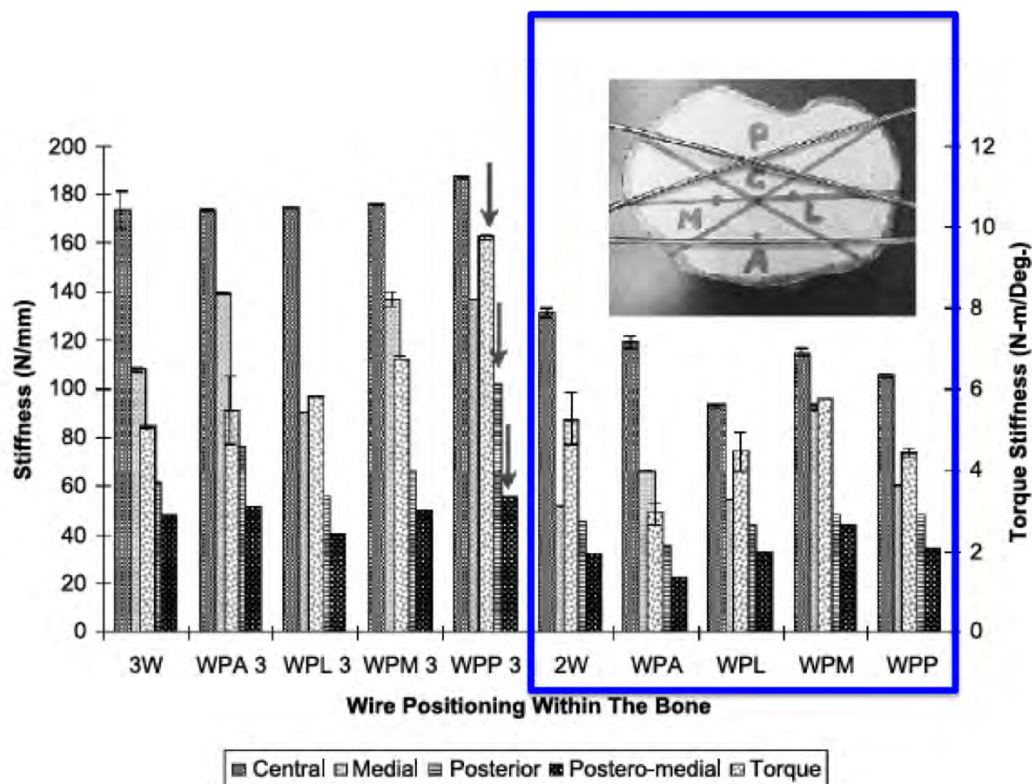 200
180
160
140
120
100
80
60
40
20
0
Stiffness (N/mm)
12
10
8
6
4
2
0
Torque Stiffness (N-m/Deg.)
P
C
M
L
A
3W WPA 3 WPL 3 WPM 3 WPP 3 2W WPA WPL WPM WPP
Wire Positioning Within The Bone
Central Medial Posterior Postero-medial Torque